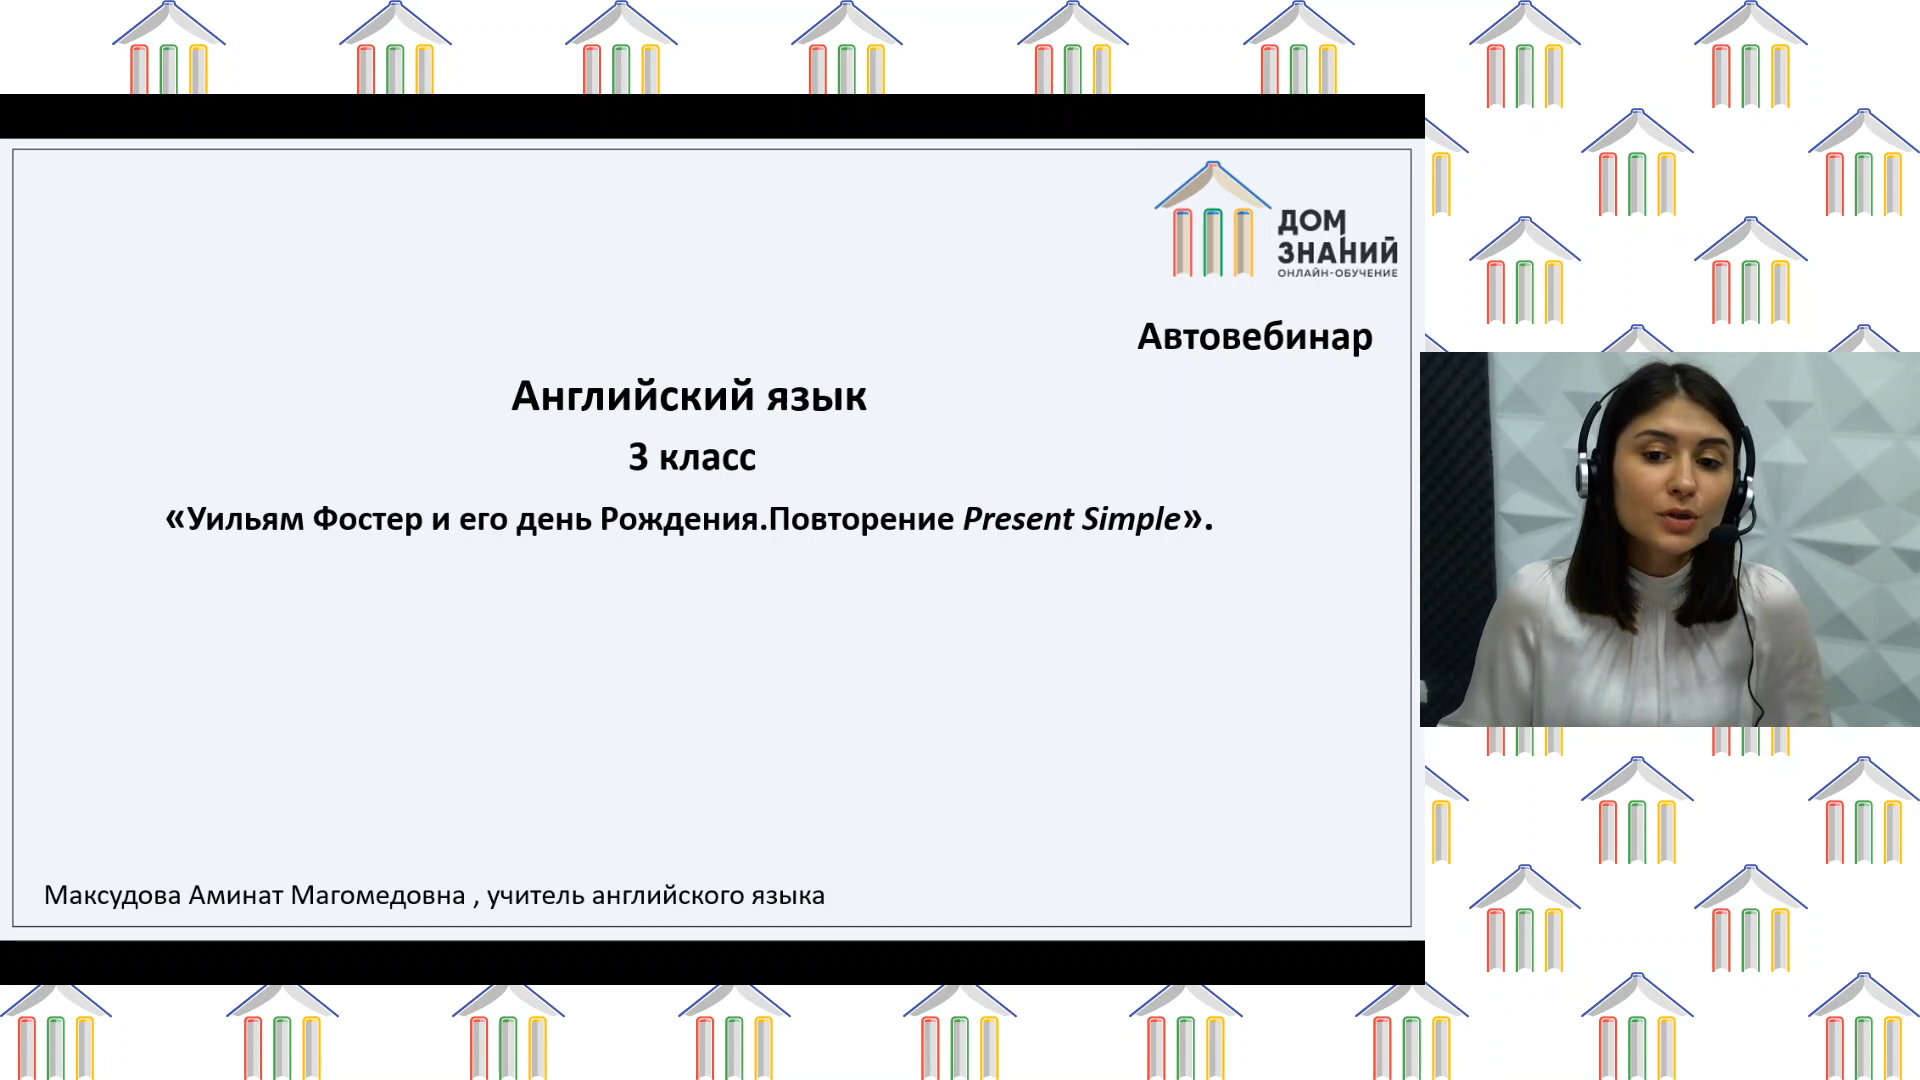 ДОМ
ЗНАНИЙ
ОНЛАЙН-ОБУЧЕНИЕ
Автовебинар
Английский язык
3 класс
«Уильям Фостер и его день Рождения.Повторение Present Simple».
Максудова Аминат Магомедовна , учитель английского языка